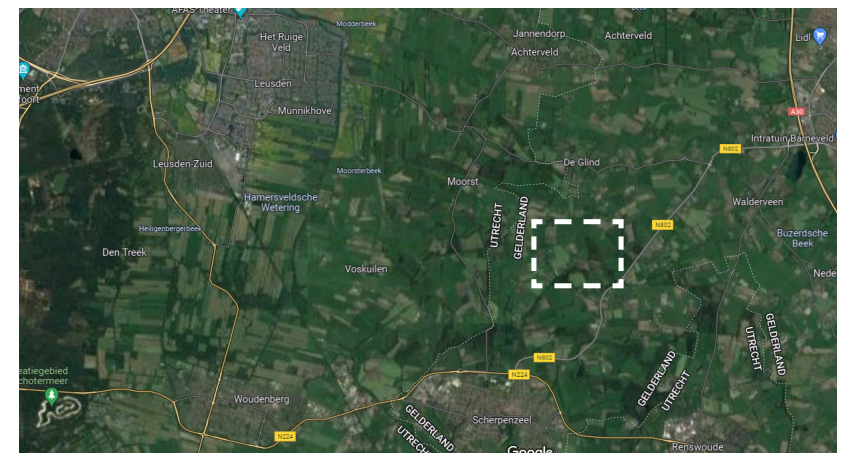 AFAS-Theater
Modderbeek
Het Ruige
Veld
Jannendorp
Achterveld
Achterveld
Lidl
ment
foort
Leusden
Munnikhove
A30
N802
Intratuin Barneveld
Leusden-Zuid
Moorsterbeek
De Glind
Moorst
Hamersveldsche
Wetering
Walderveen
UTRECHT
GELDERLAND
N802
Heiligenbergerbeek
Buzerdsche
Beek
Den Treek
Voskuilen
Nede
GELDERLAND
UTRECHT
N802
N224
GELDERLAND
UTRECHT
eatiegebied
chotermeer
Woudenberg
GELDERLAND
UTREC
Scherpenzeel
N224
Google
Renswoude